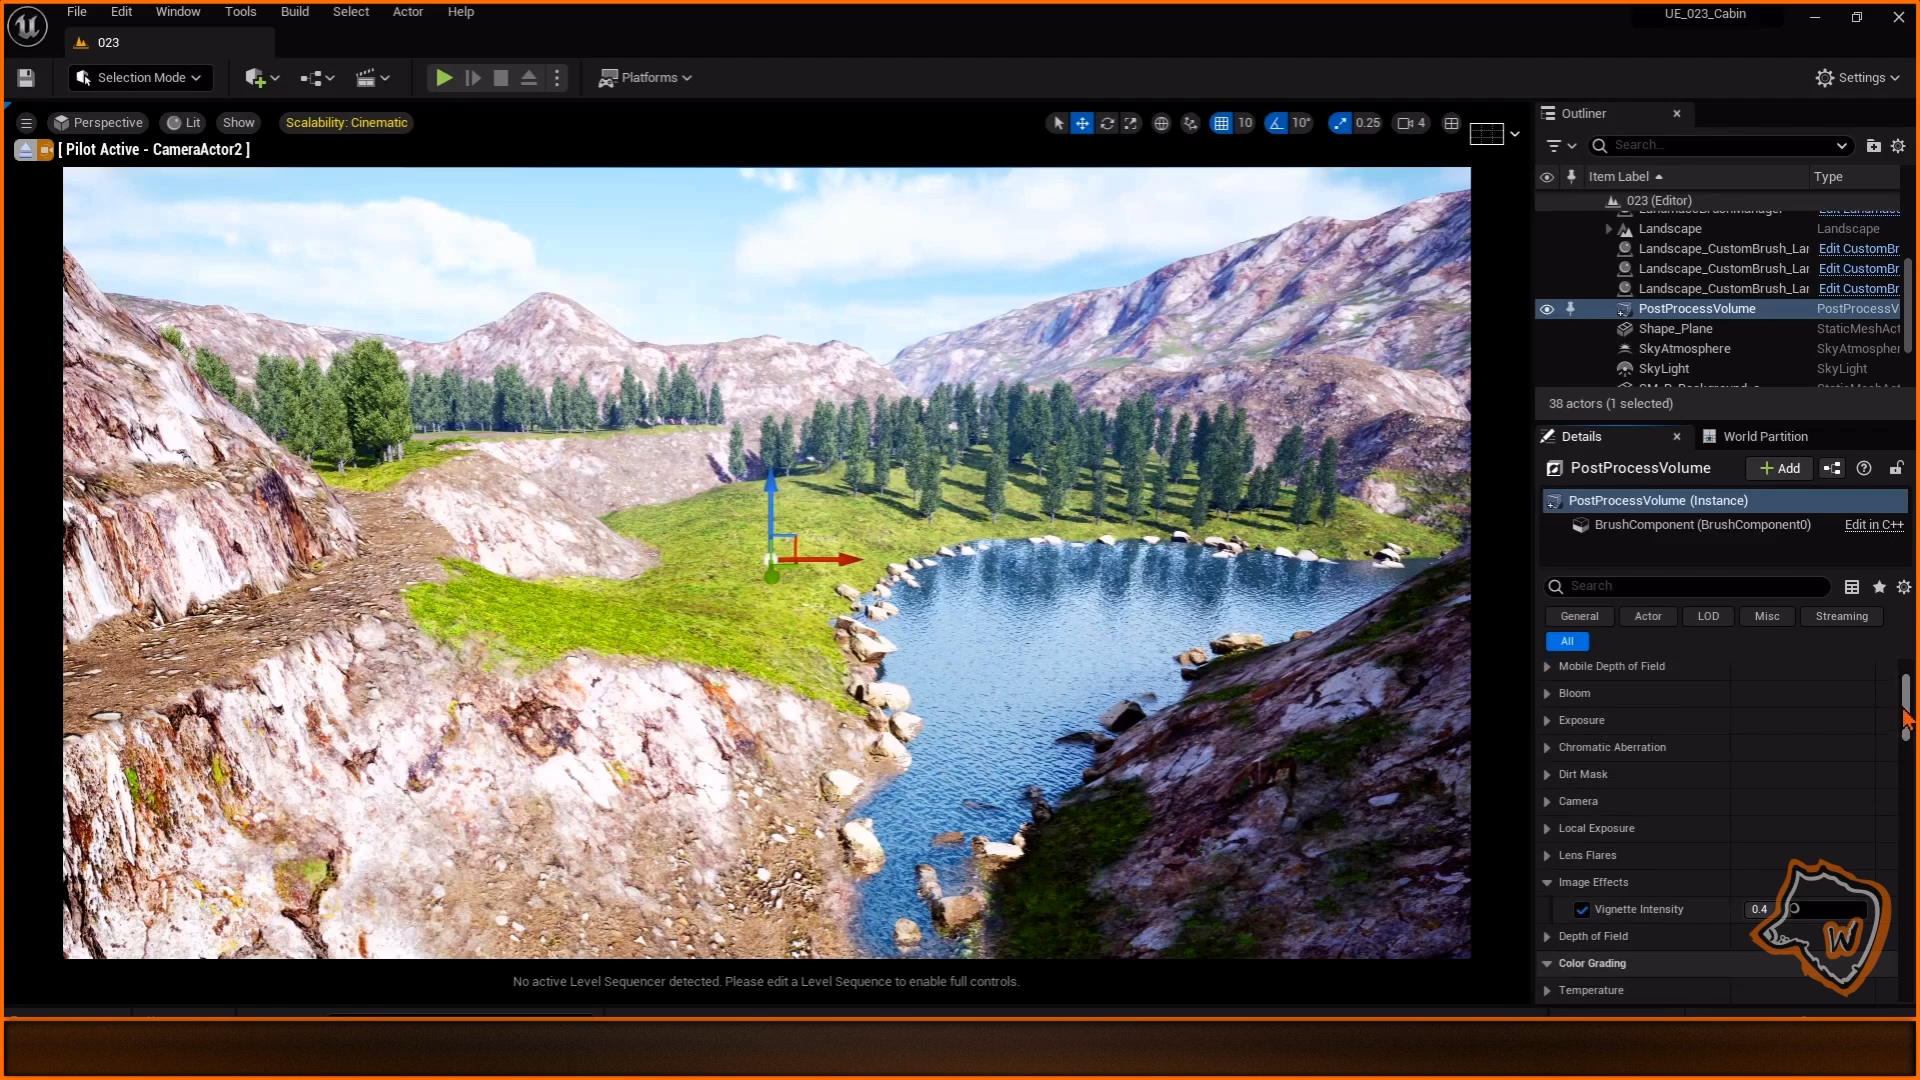 File Edit Window Tools Build Select Actor Help
UE_023_Cabin
023
Selection Mode
Platforms
Settings
Perspective Lit Show Scalability: Cinematic
10 10° 0.25 4
[ Pilot Active - CameraActor2 ]
Outliner
Search...
Item Label Type
023 (Editor)
Landscape Landscape
Landscape_CustomBrush_Lar Edit CustomBr
Landscape_CustomBrush_Lar Edit CustomBr
Landscape_CustomBrush_Lar Edit CustomBr
PostProcessVolume PostProcessV
Shape_Plane StaticMeshAct
SkyAtmosphere SkyAtmospher
SkyLight SkyLight
38 actors (1 selected)
Details World Partition
PostProcessVolume Add
PostProcessVolume (Instance)
BrushComponent (BrushComponent0) Edit in C++
Search
General Actor LOD Misc Streaming
All
Mobile Depth of Field
Bloom
Exposure
Chromatic Aberration
Dirt Mask
Camera
Local Exposure
Lens Flares
Image Effects
Vignette Intensity 0.4
Depth of Field
Color Grading
Temperature
W
No active Level Sequencer detected. Please edit a Level Sequence to enable full controls.